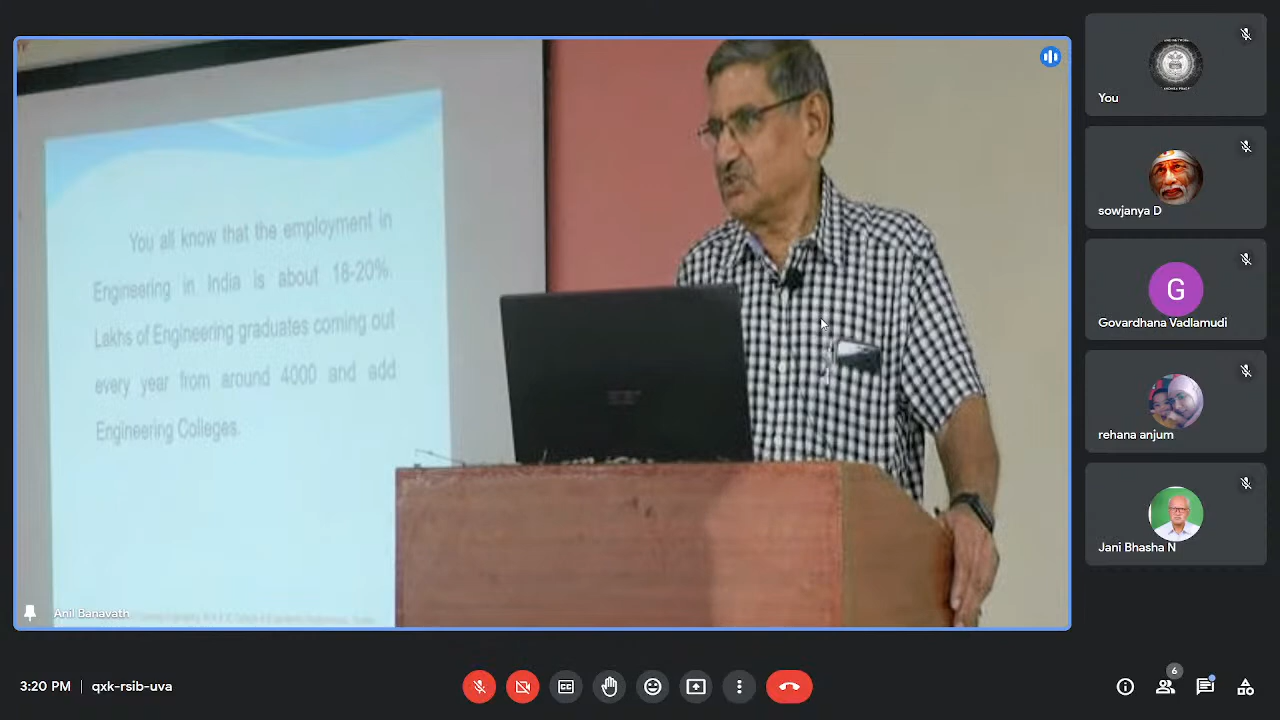 You all know that the employment in
Engineering in India is about 18-20%.
Lakhs of Engineering graduates coming out
every year from around 4000 and add
Engineering Colleges.
Anil Banavath
You
sowjanya D
G
Govardhana Vadlamudi
rehana anjum
Jani Bhasha N
3:20 PM
qxk-rsib-uva
6